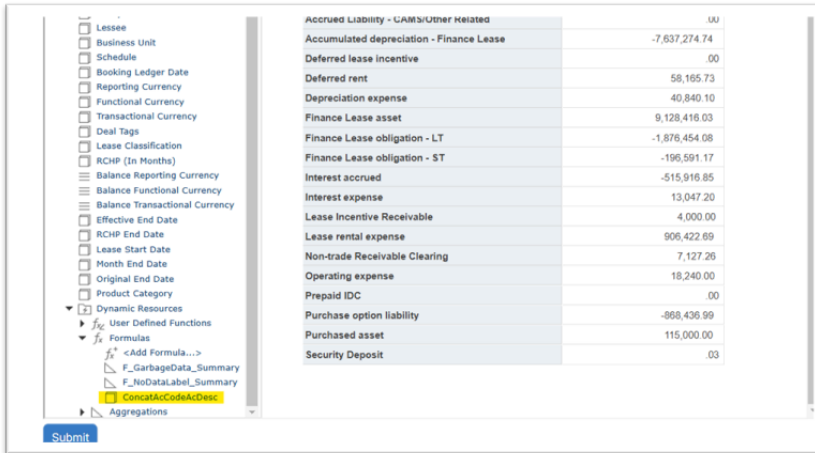 Lessee
Business Unit
Schedule
Booking Ledger Date
Reporting Currency
Functional Currency
Transactional Currency
Deal Tags
Lease Classification
RCHP (In Months)
Balance Reporting Currency
Balance Functional Currency
Balance Transactional Currency
Effective End Date
RCHP End Date
Lease Start Date
Month End Date
Original End Date
Product Category
Dynamic Resources
fx User Defined Functions
fx Formulas
fx+ <Add Formula...>
F_GarbageData_Summary
F_NoDataLabel_Summary
ConcatAcCodeAcDesc
Aggregations
Submit
Accrued Liability - CAMS/Other Related .00
Accumulated depreciation - Finance Lease -7,637,274.74
Deferred lease incentive .00
Deferred rent 58,165.73
Depreciation expense 40,840.10
Finance Lease asset 9,128,416.03
Finance Lease obligation - LT -1,876,454.08
Finance Lease obligation - ST -196,591.17
Interest accrued -515,916.85
Interest expense 13,047.20
Lease Incentive Receivable 4,000.00
Lease rental expense 906,422.69
Non-trade Receivable Clearing 7,127.26
Operating expense 18,240.00
Prepaid IDC .00
Purchase option liability -868,436.99
Purchased asset 115,000.00
Security Deposit .03